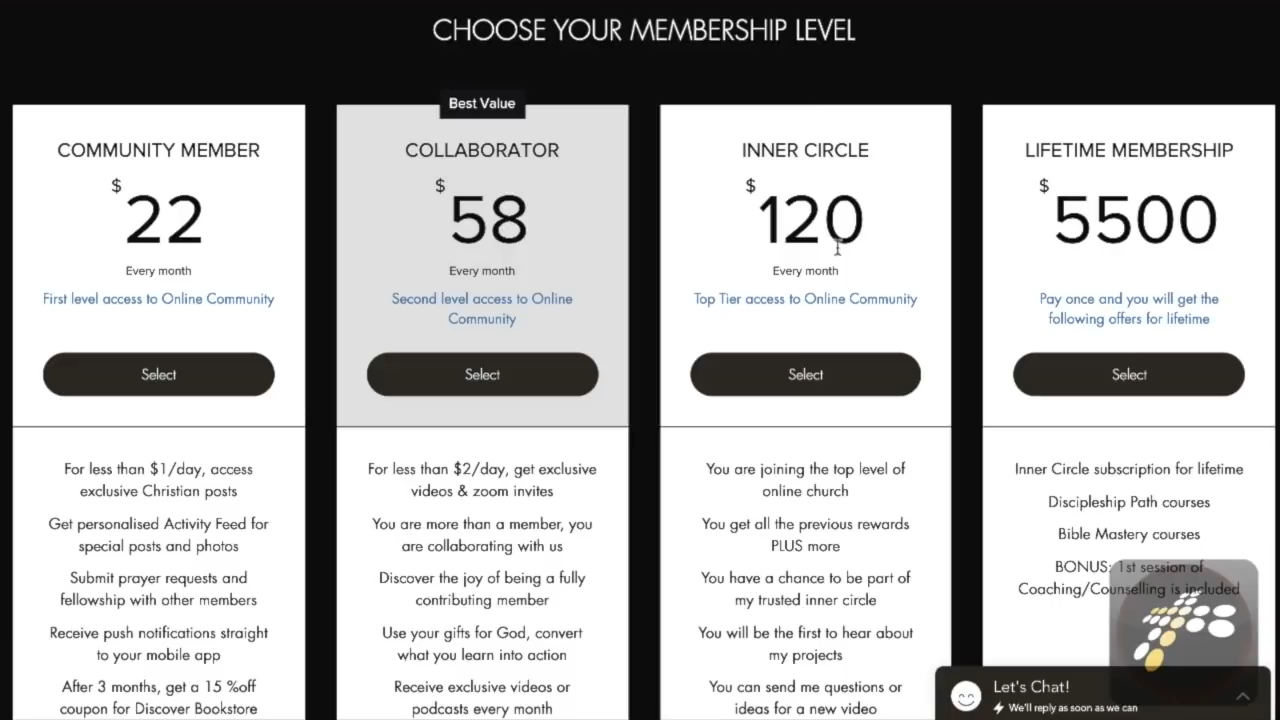 CHOOSE YOUR MEMBERSHIP LEVEL
COMMUNITY MEMBER
$
22
Every month
First level access to Online Community
Select
For less than $1/day, access
exclusive Christian posts
Get personalised Activity Feed for
special posts and photos
Submit prayer requests and
fellowship with other members
Receive push notifications straight
to your mobile app
After 3 months, get a 15 %off
coupon for Discover Bookstore
Best Value
COLLABORATOR
$
58
Every month
Second level access to Online
Community
Select
For less than $2/day, get exclusive
videos & zoom invites
You are more than a member, you
are collaborating with us
Discover the joy of being a fully
contributing member
Use your gifts for God, convert
what you learn into action
Receive exclusive videos or
podcasts every month
INNER CIRCLE
$
120
Every month
Top Tier access to Online Community
Select
You are joining the top level of
online church
You get all the previous rewards
PLUS more
You have a chance to be part of
my trusted inner circle
You will be the first to hear about
my projects
You can send me questions or
ideas for a new video
LIFETIME MEMBERSHIP
$
5500
Pay once and you will get the
following offers for lifetime
Select
Inner Circle subscription for lifetime
Discipleship Path courses
Bible Mastery courses
BONUS: 1st session of
Coaching/Counselling is included
Let's Chat!
We'll reply as soon as we can